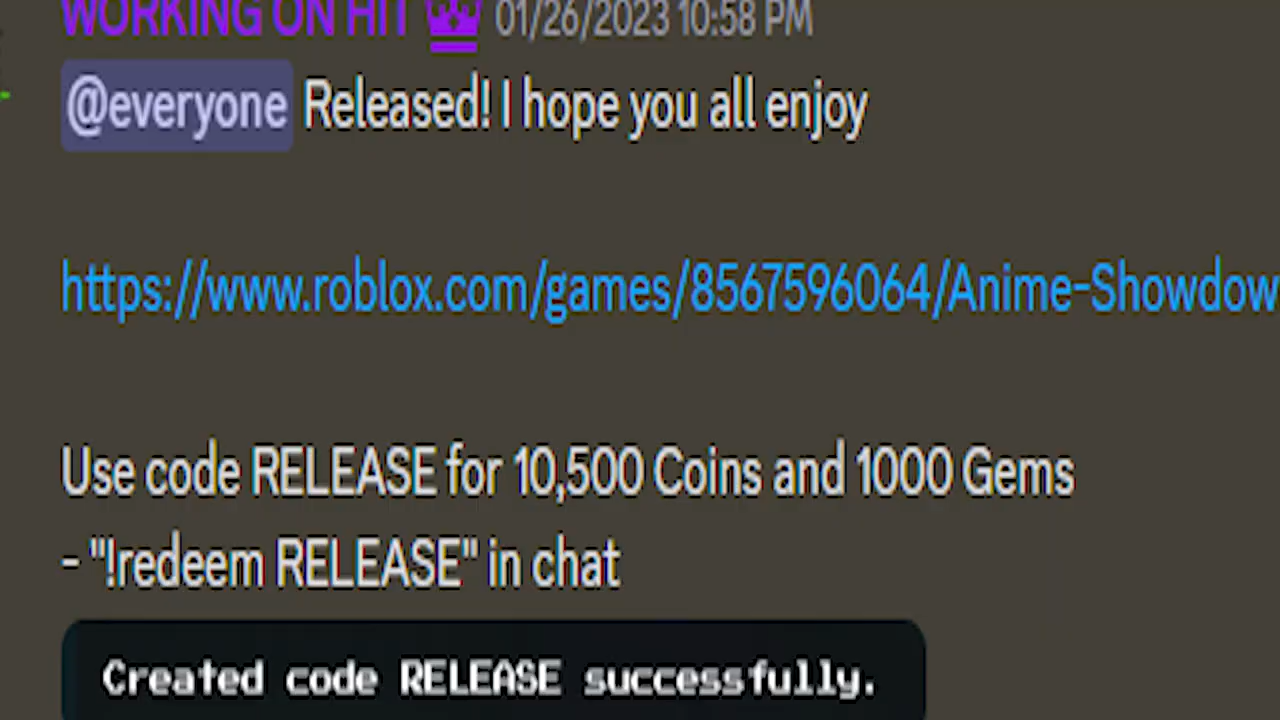 WORKING ON HIT 01/26/2023 10:58 PM
@everyone Released! I hope you all enjoy
https://www.roblox.com/games/8567596064/Anime-Showdow
Use code RELEASE for 10,500 Coins and 1000 Gems
- "!redeem RELEASE" in chat
Created code RELEASE successfully.